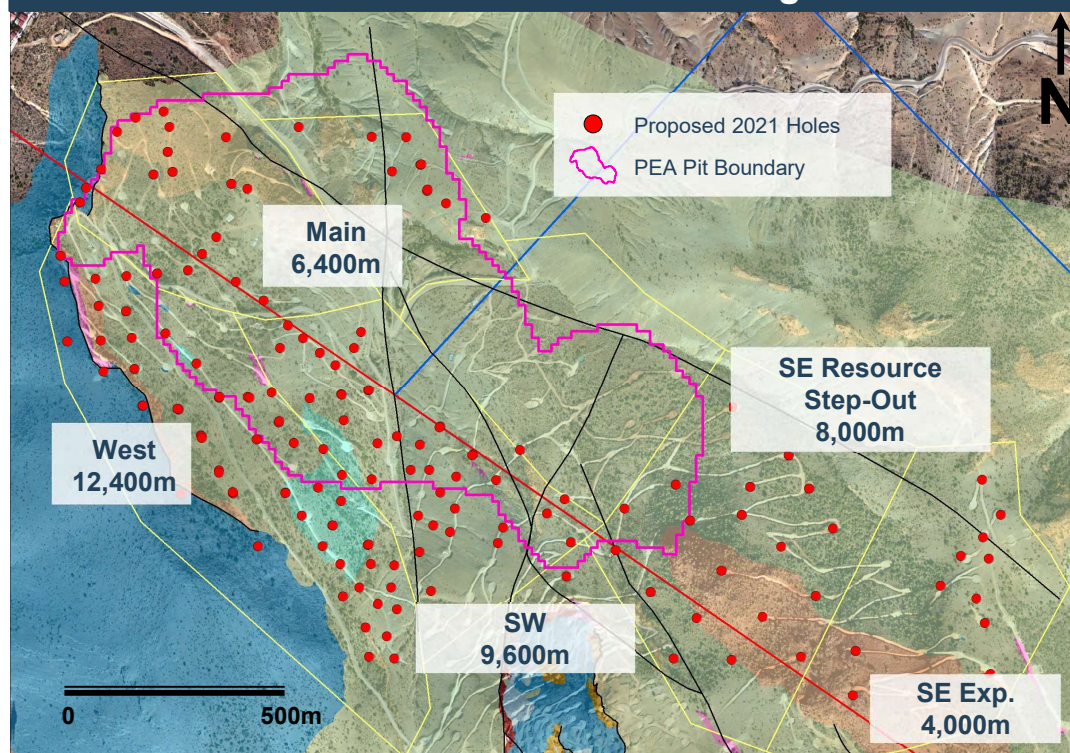 N
Proposed 2021 Holes
PEA Pit Boundary
Main
6,400m
SE Resource
Step-Out
8,000m
West
12,400m
SW
9,600m
SE Exp.
4,000m
0 500m